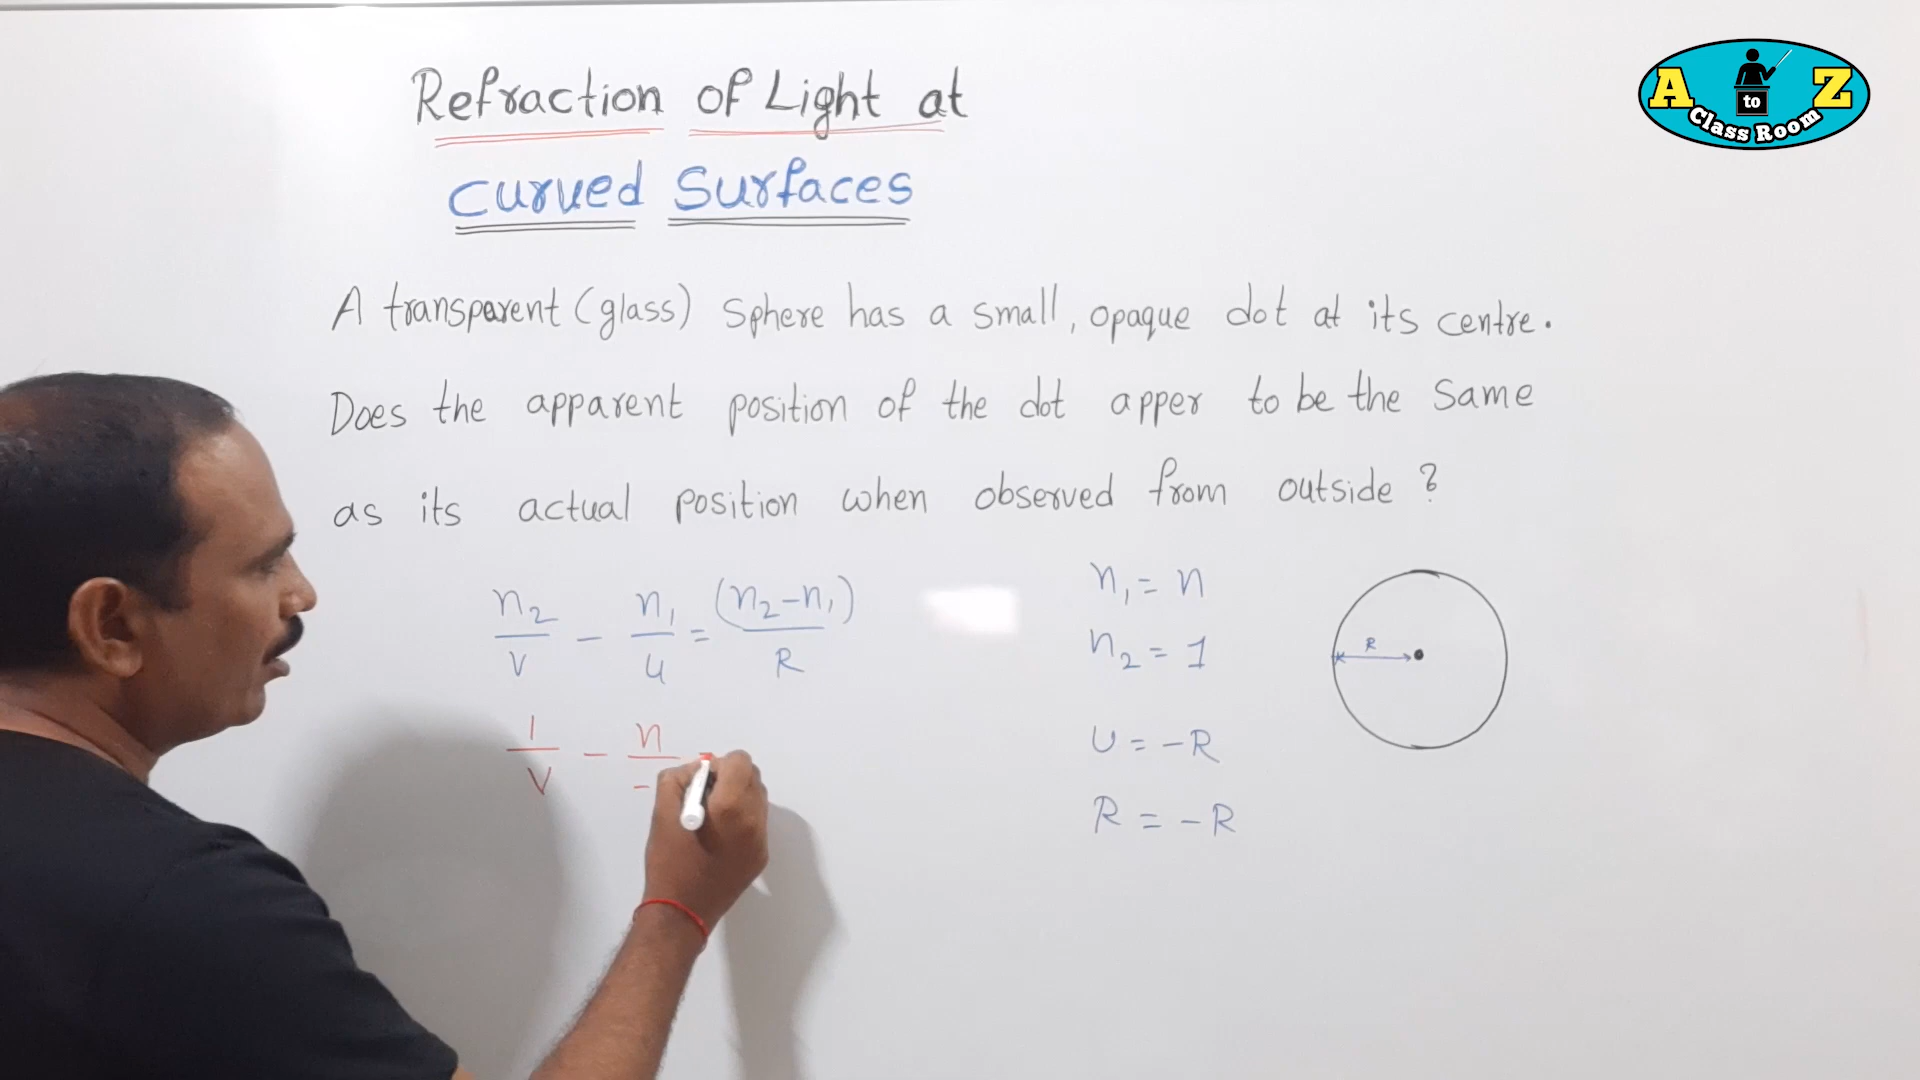 Refraction of Light at
Curved Surfaces
A transparent (glass) Sphere has a small, opaque dot at its centre.
Does the apparent position of the dot apper to be the same
as its actual position when observed from outside ?
n₂/v - n₁/u = (n₂-n₁)/R
1/v - n/-
n₁ = n
n₂ = 1
u = -R
R = -R
R
A to Z
Class Room